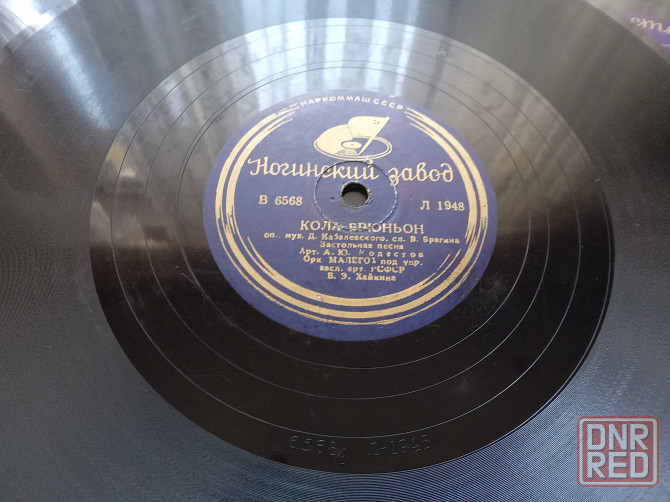 НАРКОММАШ СССР
Ногинский завод
В 6568 Л 1948
КОЛА БРЮНЬОН
оп., муз. Д. Кабалевского, сл. В. Брагина
Застольная песня
Арт. А. Ю. Модестов
Орк. МАЛЕГОТ под упр.
засл. арт. РСФСР
Б. Э. Хайкина
6568
DNR
RED